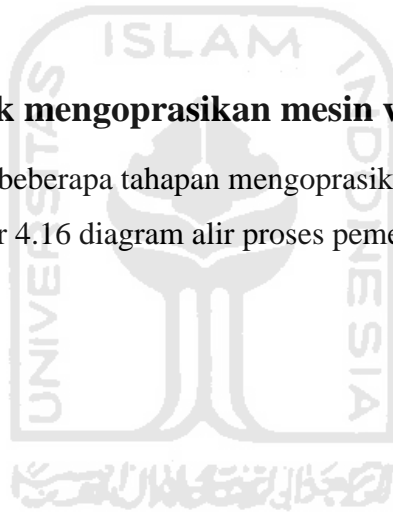 ISLAM
UNIVERSITAS
INDONESIA
k mengoprasikan mesin v
beberapa tahapan mengoprasik
r 4.16 diagram alir proses peme